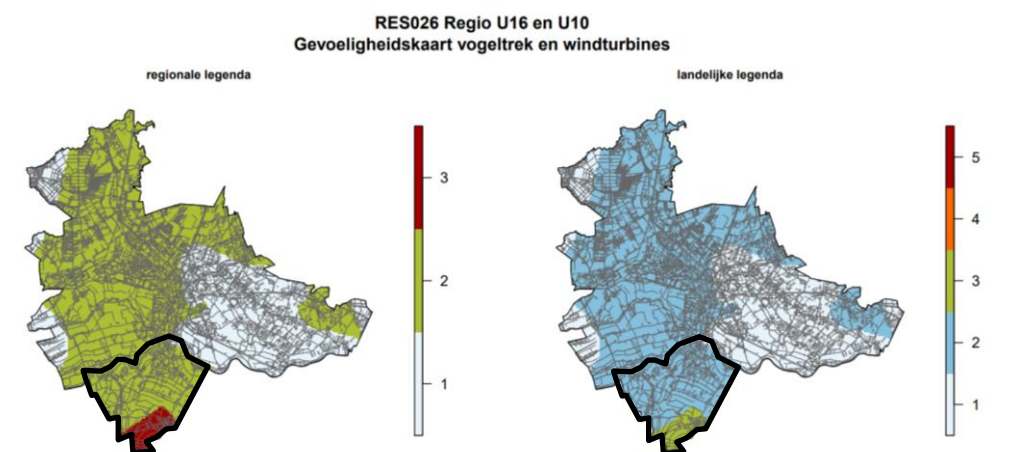 RES026 Regio U16 en U10
Gevoeligheidskaart vogeltrek en windturbines
regionale legenda
landelijke legenda
3
2
1
5
4
3
2
1